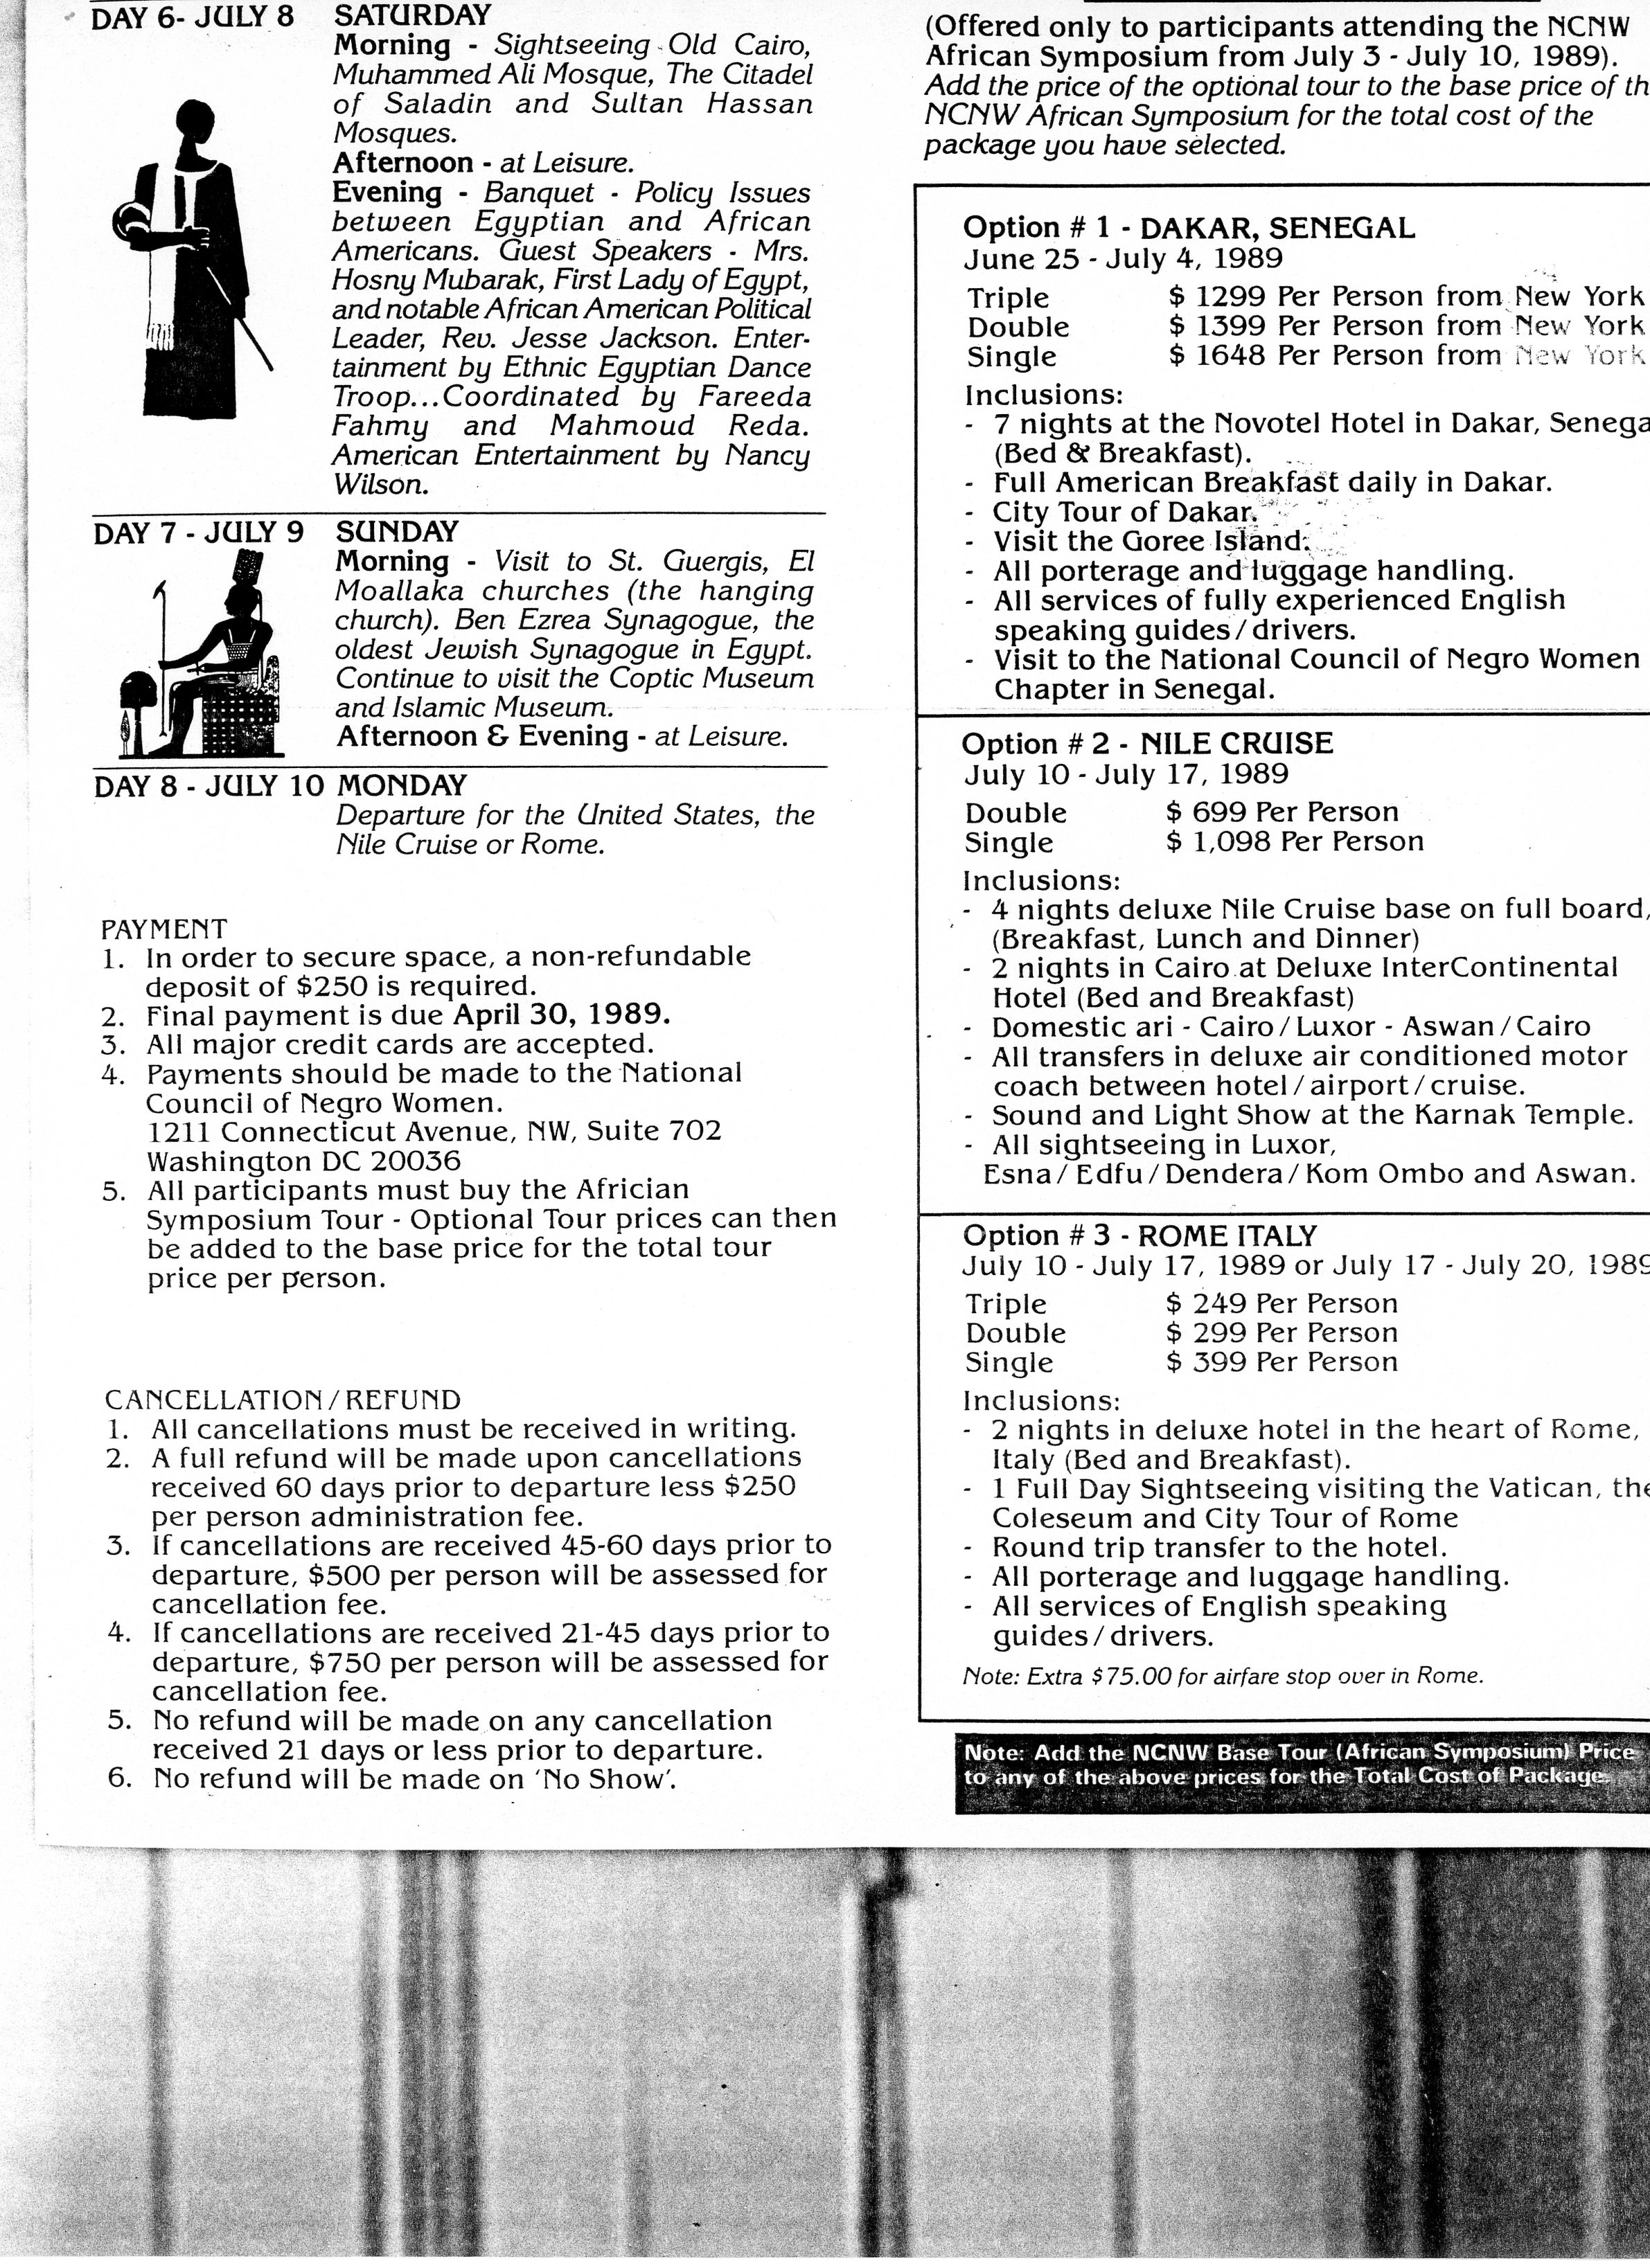 DAY 6- JULY 8 SATURDAY
Morning - Sightseeing Old Cairo,
Muhammed Ali Mosque, The Citadel
of Saladin and Sultan Hassan
Mosques.
Afternoon - at Leisure.
Evening - Banquet - Policy Issues
between Egyptian and African
Americans. Guest Speakers - Mrs.
Hosny Mubarak, First Lady of Egypt,
and notable African American Political
Leader, Rev. Jesse Jackson. Enter-
tainment by Ethnic Egyptian Dance
Troop...Coordinated by Fareeda
Fahmy and Mahmoud Reda.
American Entertainment by Nancy
Wilson.
DAY 7 - JULY 9 SUNDAY
Morning - Visit to St. Guergis, El
Moallaka churches (the hanging
church). Ben Ezrea Synagogue, the
oldest Jewish Synagogue in Egypt.
Continue to visit the Coptic Museum
and Islamic Museum.
Afternoon & Evening - at Leisure.
DAY 8 - JULY 10 MONDAY
Departure for the United States, the
Nile Cruise or Rome.
PAYMENT
1. In order to secure space, a non-refundable
deposit of $250 is required.
2. Final payment is due April 30, 1989.
3. All major credit cards are accepted.
4. Payments should be made to the National
Council of Negro Women.
1211 Connecticut Avenue, NW, Suite 702
Washington DC 20036
5. All participants must buy the Africian
Symposium Tour - Optional Tour prices can then
be added to the base price for the total tour
price per person.
CANCELLATION/REFUND
1. All cancellations must be received in writing.
2. A full refund will be made upon cancellations
received 60 days prior to departure less $250
per person administration fee.
3. If cancellations are received 45-60 days prior to
departure, $500 per person will be assessed for
cancellation fee.
4. If cancellations are received 21-45 days prior to
departure, $750 per person will be assessed for
cancellation fee.
5. No refund will be made on any cancellation
received 21 days or less prior to departure.
6. No refund will be made on 'No Show'.
(Offered only to participants attending the NCNW
African Symposium from July 3 - July 10, 1989).
Add the price of the optional tour to the base price of th
NCNW African Symposium for the total cost of the
package you have selected.
Option # 1 - DAKAR, SENEGAL
June 25 - July 4, 1989
Triple $ 1299 Per Person from New York
Double $ 1399 Per Person from New York
Single $ 1648 Per Person from New York
Inclusions:
- 7 nights at the Novotel Hotel in Dakar, Senega
(Bed & Breakfast).
- Full American Breakfast daily in Dakar.
- City Tour of Dakar.
- Visit the Goree Island.
- All porterage and luggage handling.
- All services of fully experienced English
speaking guides/drivers.
- Visit to the National Council of Negro Women
Chapter in Senegal.
Option # 2 - NILE CRUISE
July 10 - July 17, 1989
Double $ 699 Per Person
Single $ 1,098 Per Person
Inclusions:
- 4 nights deluxe Nile Cruise base on full board,
(Breakfast, Lunch and Dinner)
- 2 nights in Cairo at Deluxe InterContinental
Hotel (Bed and Breakfast)
- Domestic ari - Cairo/Luxor - Aswan/Cairo
- All transfers in deluxe air conditioned motor
coach between hotel/airport/cruise.
- Sound and Light Show at the Karnak Temple.
- All sightseeing in Luxor,
Esna/Edfu/Dendera/Kom Ombo and Aswan.
Option # 3 - ROME ITALY
July 10 - July 17, 1989 or July 17 - July 20, 1989
Triple $ 249 Per Person
Double $ 299 Per Person
Single $ 399 Per Person
Inclusions:
- 2 nights in deluxe hotel in the heart of Rome,
Italy (Bed and Breakfast).
- 1 Full Day Sightseeing visiting the Vatican, the
Coleseum and City Tour of Rome
- Round trip transfer to the hotel.
- All porterage and luggage handling.
- All services of English speaking
guides/drivers.
Note: Extra $75.00 for airfare stop over in Rome.
Note: Add the NCNW Base Tour (African Symposium) Price
to any of the above prices for the Total Cost of Package.